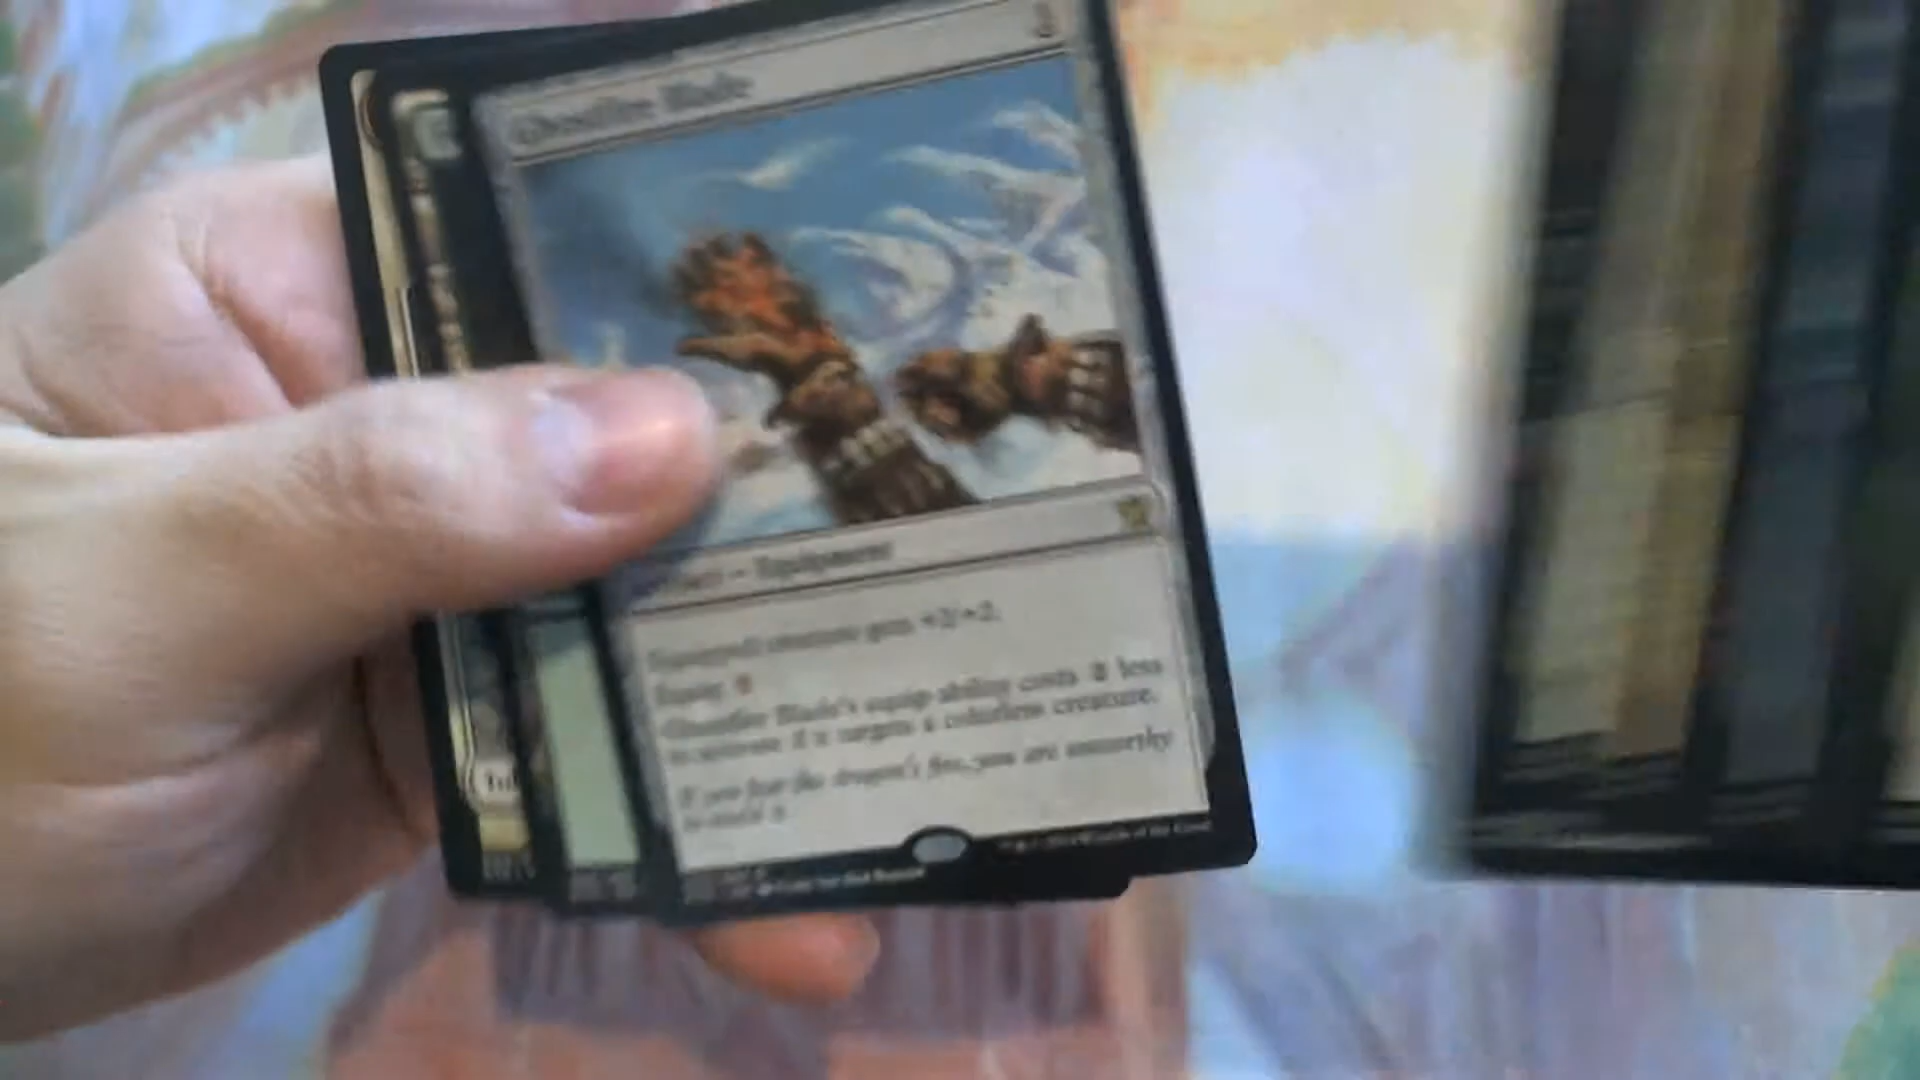 Ghostfire Blade
– Equipment
Equipped creature gets +2/+2.
Equip
Ghostfire Blade's equip ability costs 2 less
to activate if it targets a colorless creature.
If you fear the dragon's fire, you are unworthy
to wield it.